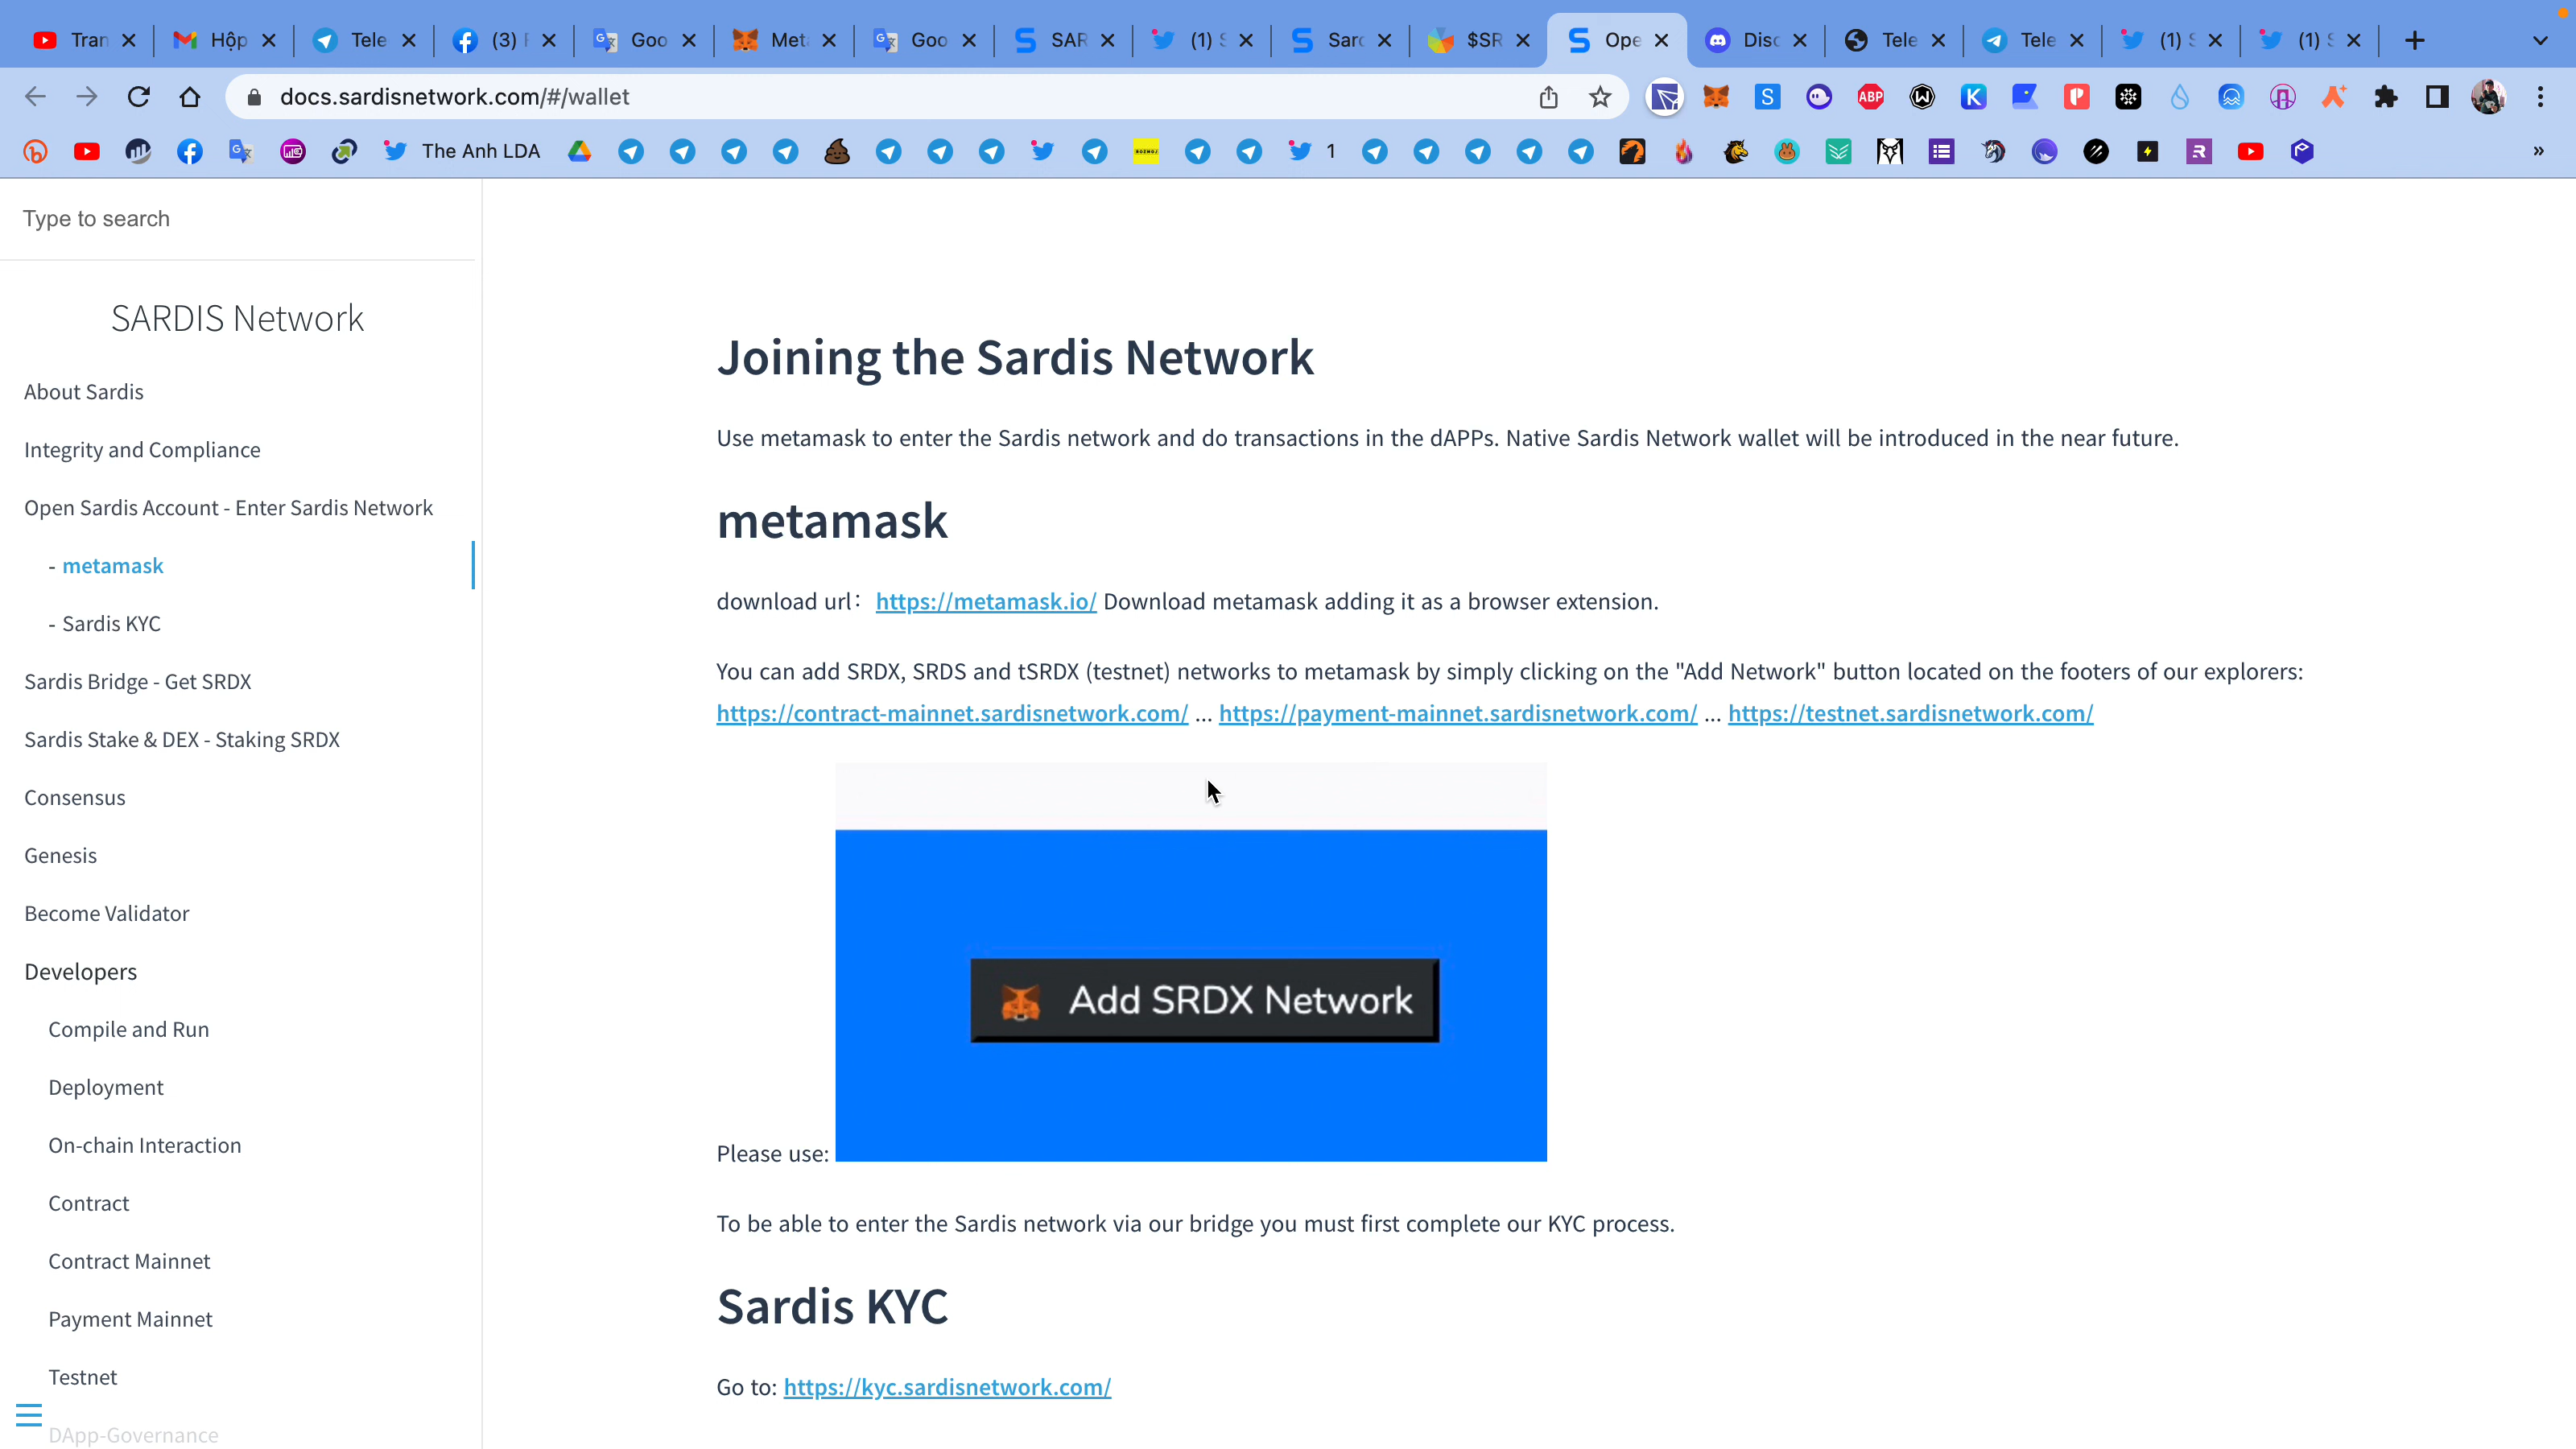 Tran
Hộp
Tele
(3) F
Goo
Meta
Goo
SAR
(1) S
Sard
$SR
Ope
Disc
Tele
Tele
(1) S
(1) S
docs.sardisnetwork.com/#/wallet
ABP
The Anh LDA
1
Type to search
SARDIS Network
About Sardis
Integrity and Compliance
Open Sardis Account - Enter Sardis Network
- metamask
- Sardis KYC
Sardis Bridge - Get SRDX
Sardis Stake & DEX - Staking SRDX
Consensus
Genesis
Become Validator
Developers
Compile and Run
Deployment
On-chain Interaction
Contract
Contract Mainnet
Payment Mainnet
Testnet
DApp-Governance
Joining the Sardis Network
Use metamask to enter the Sardis network and do transactions in the dAPPs. Native Sardis Network wallet will be introduced in the near future.
metamask
download url： https://metamask.io/ Download metamask adding it as a browser extension.
You can add SRDX, SRDS and tSRDX (testnet) networks to metamask by simply clicking on the "Add Network" button located on the footers of our explorers:
https://contract-mainnet.sardisnetwork.com/ ... https://payment-mainnet.sardisnetwork.com/ ... https://testnet.sardisnetwork.com/
Add SRDX Network
Please use:
To be able to enter the Sardis network via our bridge you must first complete our KYC process.
Sardis KYC
Go to: https://kyc.sardisnetwork.com/